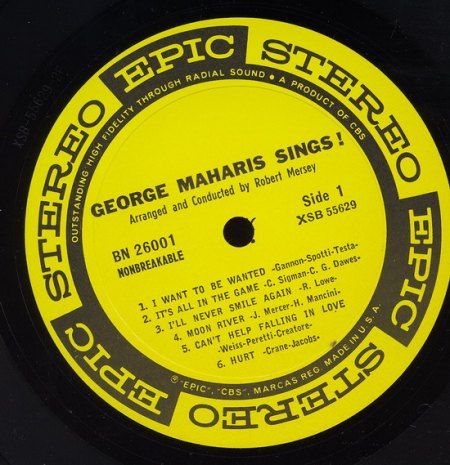 STEREO EPIC STEREO EPIC STEREO EPIC STEREO EPIC
OUTSTANDING HIGH FIDELITY THROUGH RADIAL SOUND • A PRODUCT OF CBS
GEORGE MAHARIS SINGS!
Arranged and Conducted by Robert Mersey
BN 26001
NONBREAKABLE
Side 1
XSB 55629
1. I WANT TO BE WANTED -Gannon-Spotti-Testa-
2. IT'S ALL IN THE GAME -C. Sigman-C. G. Dawes-
3. I'LL NEVER SMILE AGAIN -R. Lowe-
4. MOON RIVER -J. Mercer-H. Mancini-
5. CAN'T HELP FALLING IN LOVE
-Weiss-Peretti-Creatore-
6. HURT -Crane-Jacobs-
℗ "EPIC", "CBS", MARCAS REG. MADE IN U.S.A.